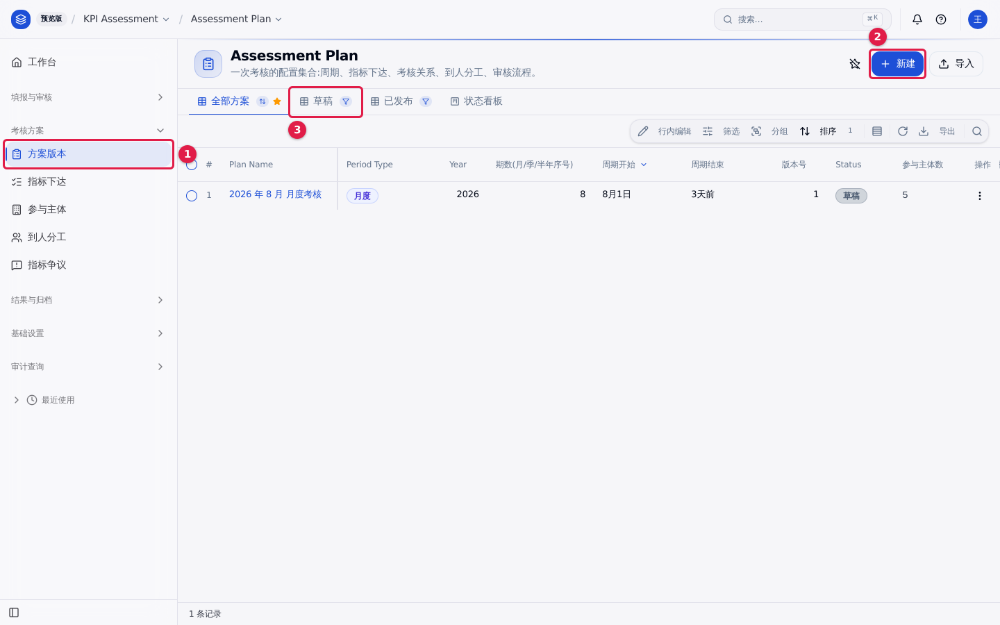 预览版 / KPI Assessment / Assessment Plan
搜索... ⌘K
王
2
工作台
填报与审核
考核方案
方案版本
1
指标下达
参与主体
到人分工
指标争议
结果与归档
基础设置
审计查询
最近使用
Assessment Plan
一次考核的配置集合:周期、指标下达、考核关系、到人分工、审核流程。
新建
导入
全部方案 草稿 已发布 状态看板
3
行内编辑 筛选 分组 排序 1 导出
# Plan Name Period Type Year 期数(月/季/半年序号) 周期开始 周期结束 版本号 Status 参与主体数 操作
1 2026 年 8 月 月度考核 月度 2026 8 8月1日 3天前 1 草稿 5
1 条记录